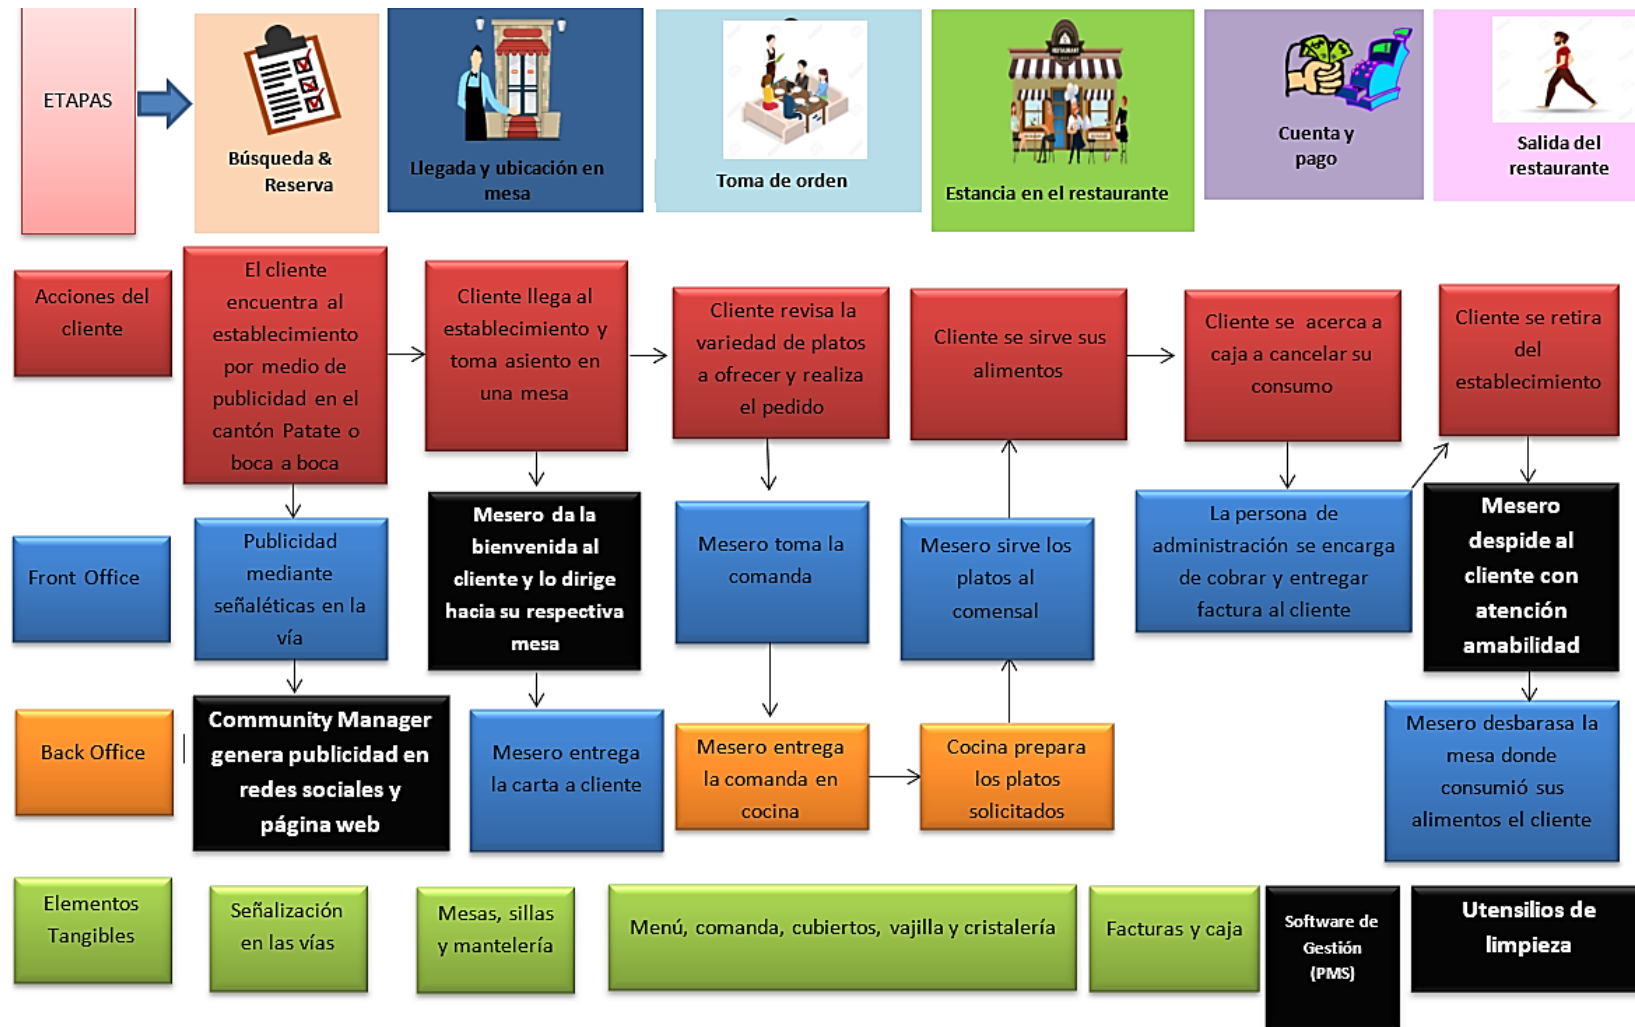 ETAPAS
Búsqueda &
Reserva
RESTAURANT
Llegada y ubicación en
mesa
Toma de orden
Estancia en el restaurante
Cuenta y
pago
Salida del
restaurante
Acciones del
cliente
El cliente
encuentra al
establecimiento
por medio de
publicidad en el
cantón Patate o
boca a boca
Cliente llega al
establecimiento y
toma asiento en
una mesa
Cliente revisa la
variedad de platos
a ofrecer y realiza
el pedido
Cliente se sirve sus
alimentos
Cliente se acerca a
caja a cancelar su
consumo
Cliente se retira
del
establecimiento
Front Office
Publicidad
mediante
señaléticas en la
vía
Mesero da la
bienvenida al
cliente y lo dirige
hacia su respectiva
mesa
Mesero toma la
comanda
Mesero sirve los
platos al
comensal
La persona de
administración se encarga
de cobrar y entregar
factura al cliente
Mesero
despide al
cliente con
atención
amabilidad
Back Office
Community Manager
genera publicidad en
redes sociales y
página web
Mesero entrega
la carta a cliente
Mesero entrega
la comanda en
cocina
Cocina prepara
los platos
solicitados
Mesero desbarasa la
mesa donde
consumió sus
alimentos el cliente
Elementos
Tangibles
Señalización
en las vías
Mesas, sillas
y mantelería
Menú, comanda, cubiertos, vajilla y cristalería
Facturas y caja
Software de
Gestión
(PMS)
Utensilios de
limpieza